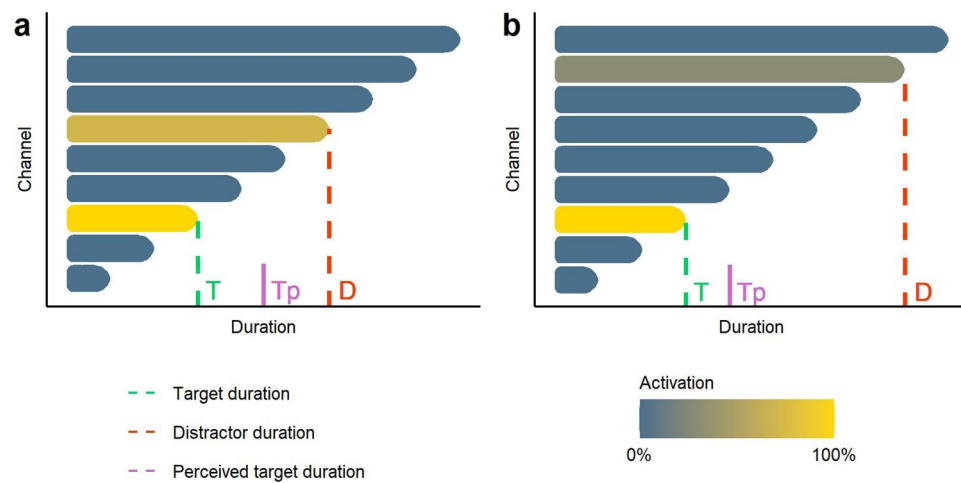 a
Channel
T
Tp
D
Duration
b
Channel
T
Tp
D
Duration
Target duration
Distractor duration
Perceived target duration
Activation
0%
100%